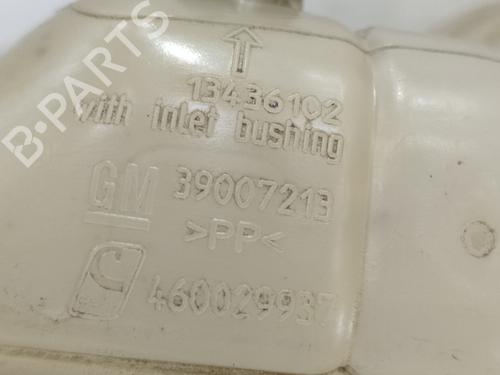 B-PARTS
13436102
with inlet bushing
GM 39007213
>PP<
460029937